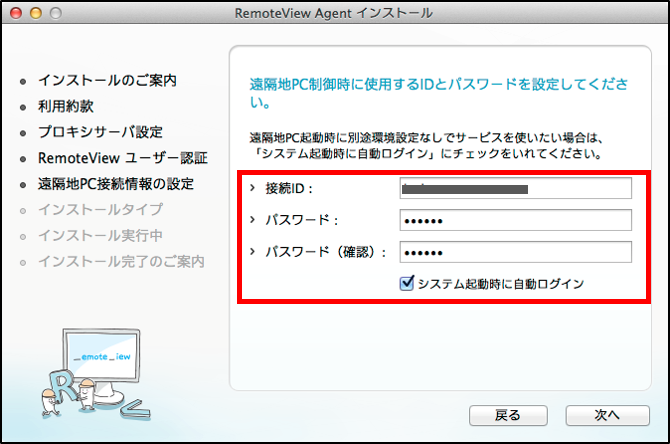 RemoteView Agent インストール
インストールのご案内
利用約款
プロキシサーバ設定
RemoteView ユーザー認証
遠隔地PC接続情報の設定
インストールタイプ
インストール実行中
インストール完了のご案内
遠隔地PC制御時に使用するIDとパスワードを設定してくださ
い。
遠隔地PC起動時に別途環境設定なしでサービスを使いたい場合は、
「システム起動時に自動ログイン」にチェックをいれてください。
接続ID：
パスワード：
••••••
パスワード（確認）：
••••••
システム起動時に自動ログイン
_emote _iew
R
戻る
次へ